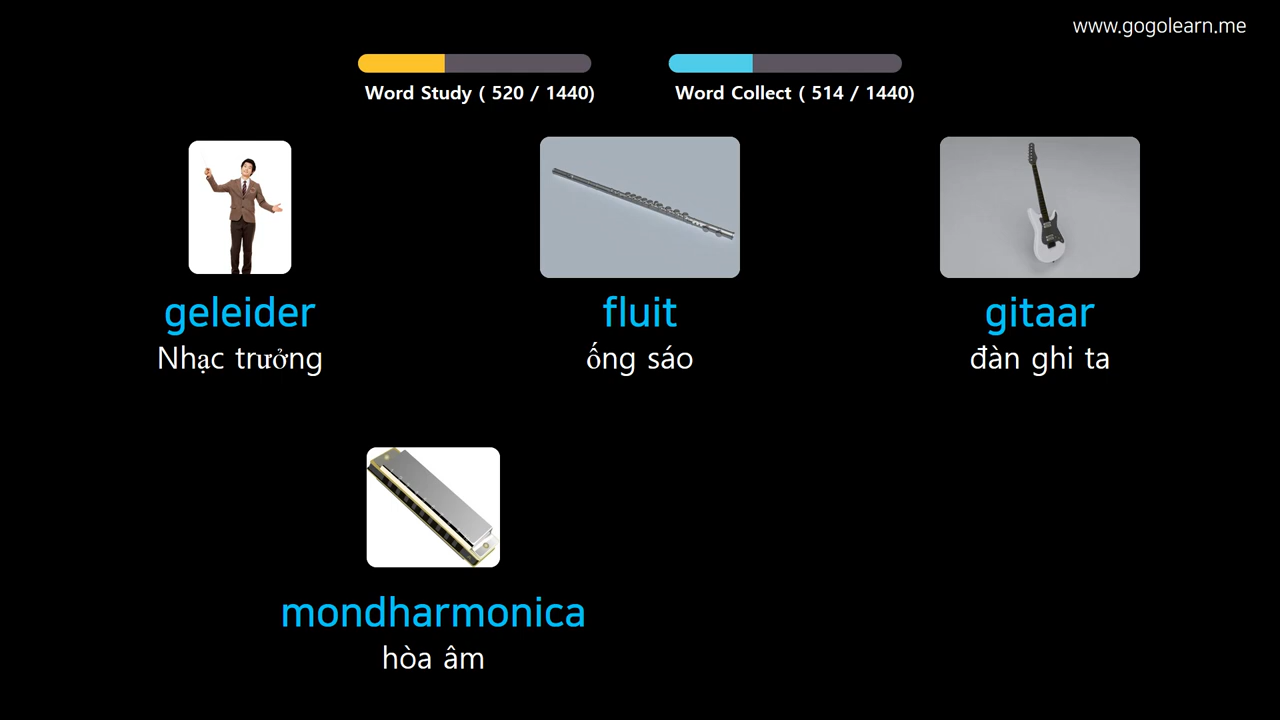 www.gogolearn.me
Word Study ( 520 / 1440)
Word Collect ( 514 / 1440)
geleider
fluit
gitaar
Nhạc trưởng
ống sáo
đàn ghi ta
mondharmonica
hòa âm